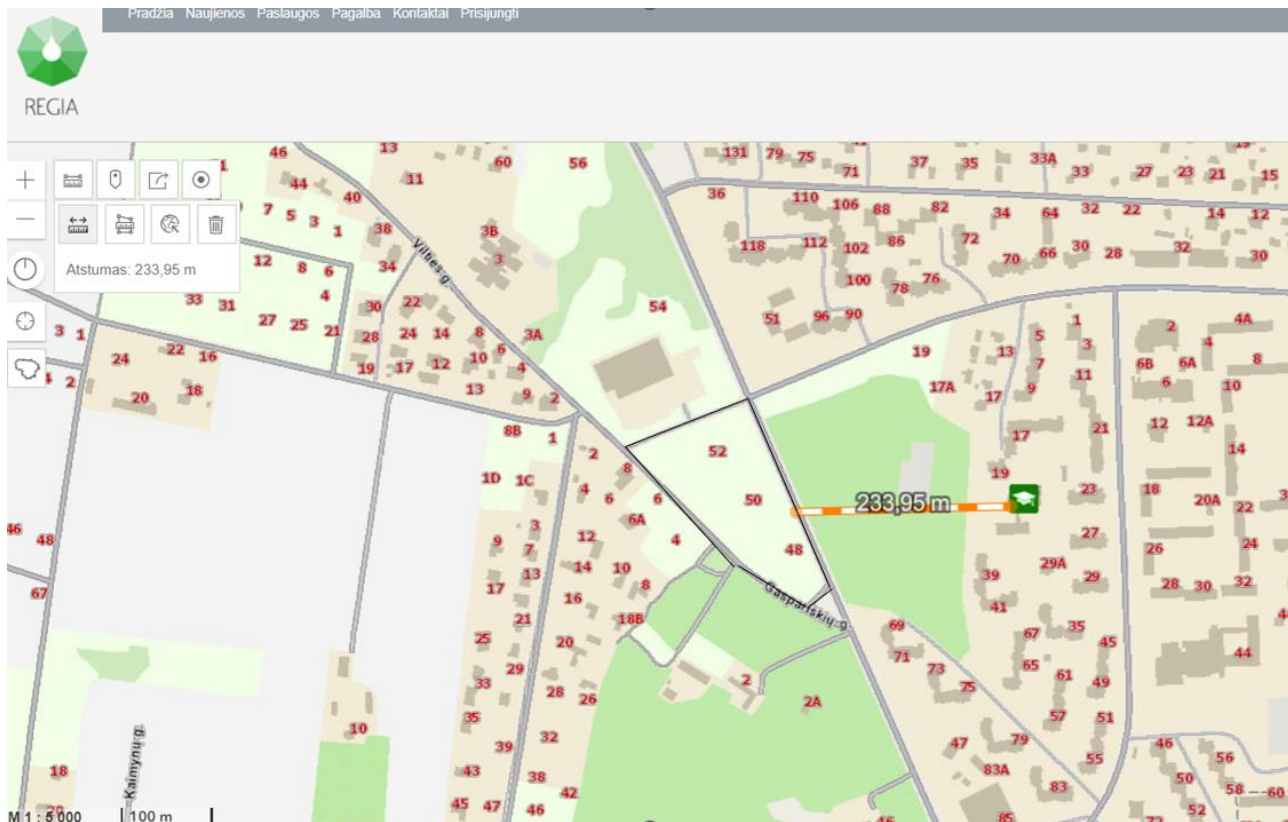 Pradžia Naujienos Paslaugos Pagalba Kontaktai Prisijungti
REGIA
Atstumas: 233,95 m
46 13 60 56 131 79 75 71 37 35 33A 33 27 23 21 15
44 40 11 36 110 106 88 82 34 64 32 22 14 12
7 5 3 1 38 3B 118 112 102 86 72 70 66 30 28 32 30
Vilties g.
12 8 6 34 3 100 78 76
33 31 4 30 22 54 51 96 90
27 25 21 28 24 14 8 3A 19 13 5 1 2 4A
3 1 24 22 16 6 10 12 4 17A 7 3 6B 6A 4 8
2 20 18 19 17 13 9 2 17 9 11 6 10
8B 1 2 52 17 21 12 12A 14
1D 1C 4 8 6 6 50 19 23 18 20A 22
233,95 m
46 48 3 6A 4 48 27 26 24
9 7 12 39 29A 29 28 30 32
67 13 14 10 8 41
17 16 18B
Gaspariškių g.
21 69 67 35 45 44
25 20 71 73 65
29 2 75 61 49
33 28 26 2A 57 51
35 10 32 47 79 55 46 56
Kaimynų g.
39 83A 50 58 60
18 43 38 42 83 52
45 47 46 85
M 1 : 5 000 100 m